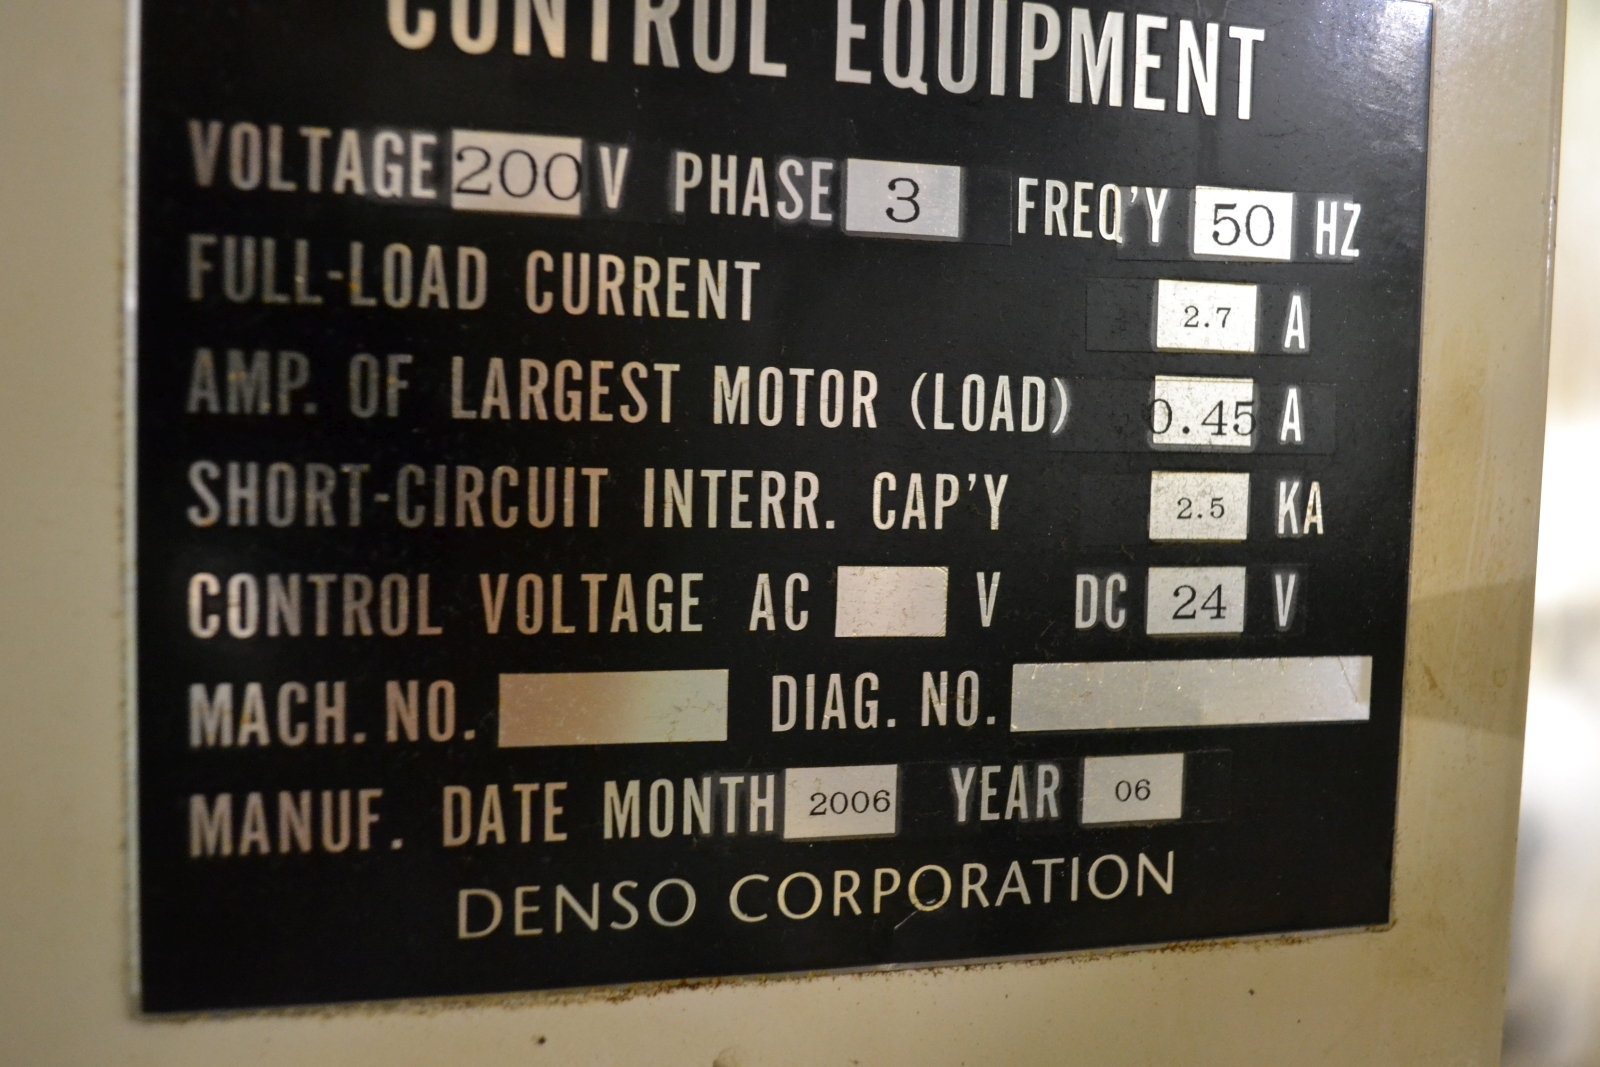 CONTROL EQUIPMENT
VOLTAGE 200 V PHASE 3 FREQ'Y 50 HZ
FULL-LOAD CURRENT 2.7 A
AMP. OF LARGEST MOTOR (LOAD) 0.45 A
SHORT-CIRCUIT INTERR. CAP'Y 2.5 KA
CONTROL VOLTAGE AC V DC 24 V
MACH. NO. DIAG. NO.
MANUF. DATE MONTH 2006 YEAR 06
DENSO CORPORATION